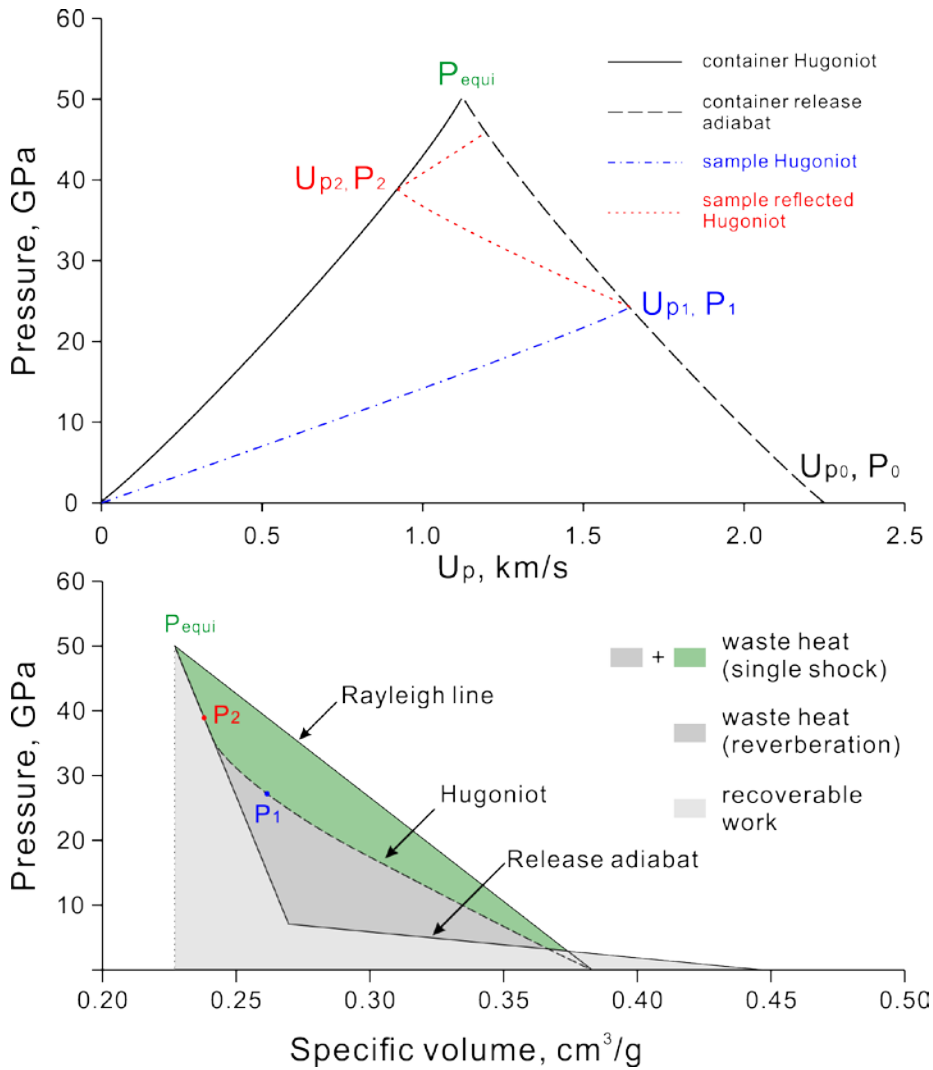 60
50
40
30
20
10
0
Pressure, GPa
P equi
container Hugoniot
container release
adiabat
sample Hugoniot
sample reflected
Hugoniot
Up2, P2
Up1, P1
Up0, P0
0
0.5
1.0
1.5
2.0
2.5
Up, km/s
60
50
40
30
20
10
Pressure, GPa
P equi
+
waste heat
(single shock)
Rayleigh line
waste heat
(reverberation)
P2
P1
Hugoniot
recoverable
work
Release adiabat
0.20
0.25
0.30
0.35
0.40
0.45
0.50
Specific volume, cm³/g